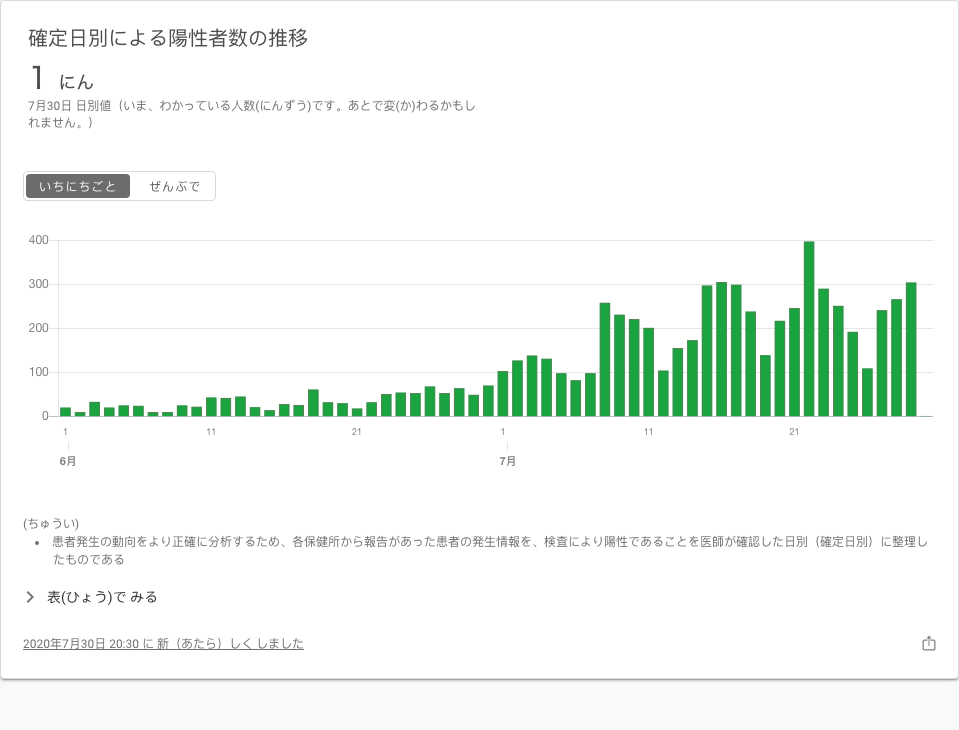 確定日別による陽性者数の推移
1 にん
7月30日 日別値（いま、わかっている人数(にんずう)です。あとで変(か)わるかもし
れません。）
いちにちごと ぜんぶで
400
300
200
100
0
1 11 21 1 11 21
6月 7月
(ちゅうい)
• 患者発生の動向をより正確に分析するため、各保健所から報告があった患者の発生情報を、検査により陽性であることを医師が確認した日別（確定日別）に整理し
たものである
表(ひょう)で みる
2020年7月30日 20:30 に 新（あたら）しく しました